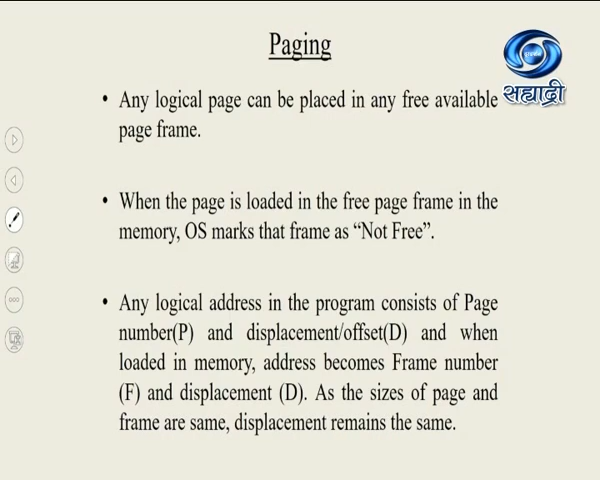 Paging
सह्याद्री
• Any logical page can be placed in any free available
page frame.
• When the page is loaded in the free page frame in the
memory, OS marks that frame as “Not Free”.
• Any logical address in the program consists of Page
number(P) and displacement/offset(D) and when
loaded in memory, address becomes Frame number
(F) and displacement (D). As the sizes of page and
frame are same, displacement remains the same.